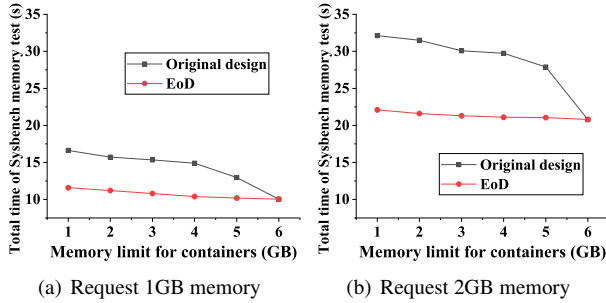 Total time of Sysbench memory test (s)
35
30
25
20
15
10
Original design
EoD
1 2 3 4 5 6
Memory limit for containers (GB)
(a) Request 1GB memory
Total time of Sysbench memory test (s)
35
30
25
20
15
10
Original design
EoD
1 2 3 4 5 6
Memory limit for containers (GB)
(b) Request 2GB memory